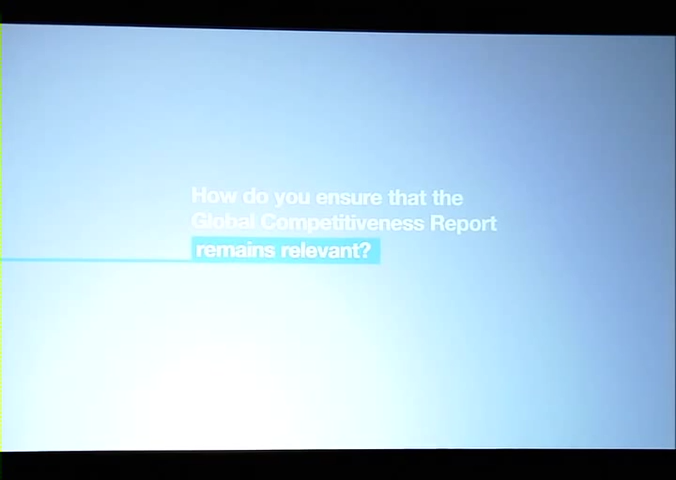 How do you ensure that the
Global Competitiveness Report
remains relevant?